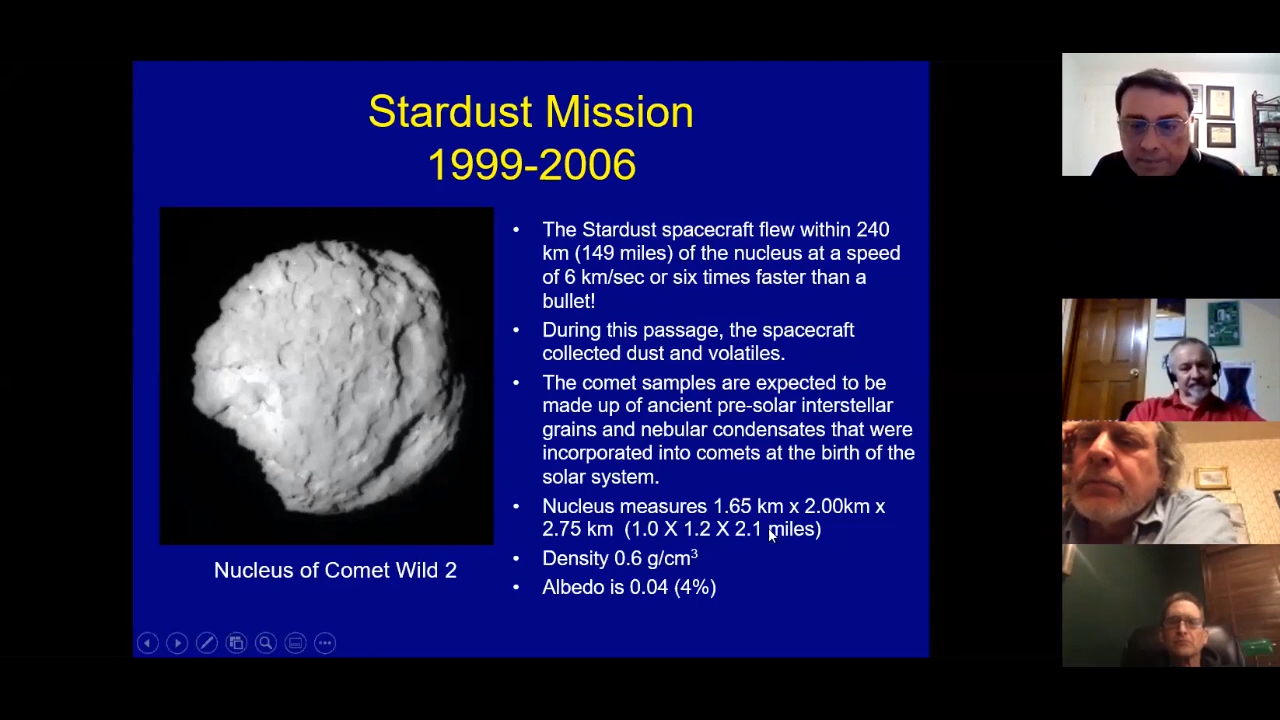 Stardust Mission
1999-2006
• The Stardust spacecraft flew within 240
km (149 miles) of the nucleus at a speed
of 6 km/sec or six times faster than a
bullet!
• During this passage, the spacecraft
collected dust and volatiles.
• The comet samples are expected to be
made up of ancient pre-solar interstellar
grains and nebular condensates that were
incorporated into comets at the birth of the
solar system.
• Nucleus measures 1.65 km x 2.00km x
2.75 km (1.0 X 1.2 X 2.1 miles)
• Density 0.6 g/cm³
• Albedo is 0.04 (4%)
Nucleus of Comet Wild 2